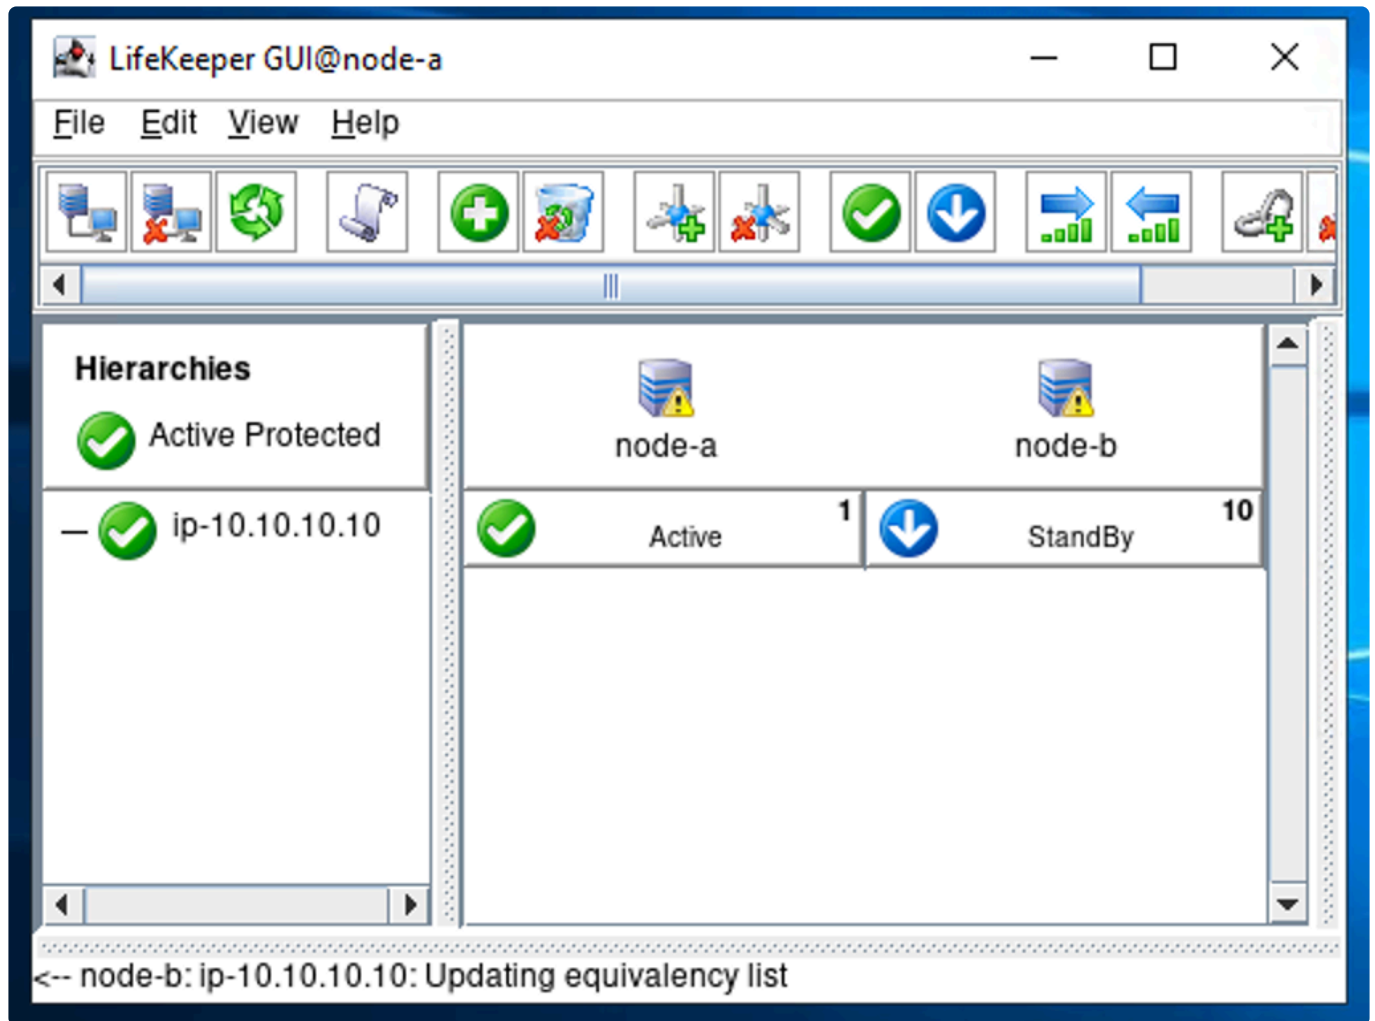 LifeKeeper GUI@node-a
File Edit View Help
Hierarchies
Active Protected
node-a node-b
ip-10.10.10.10
Active 1 StandBy 10
<-- node-b: ip-10.10.10.10: Updating equivalency list